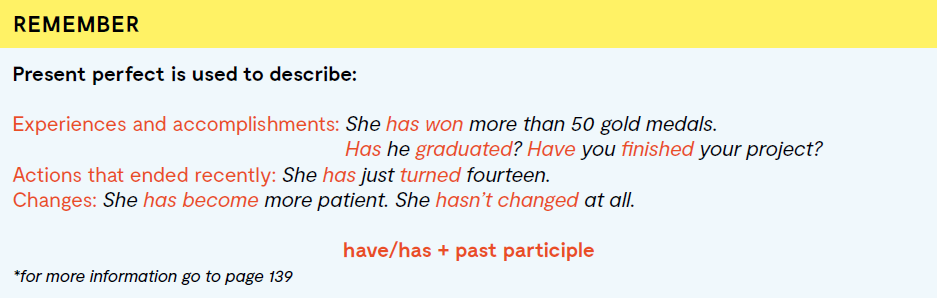 REMEMBER
Present perfect is used to describe:
Experiences and accomplishments: She has won more than 50 gold medals.
Has he graduated? Have you finished your project?
Actions that ended recently: She has just turned fourteen.
Changes: She has become more patient. She hasn't changed at all.
have/has + past participle
*for more information go to page 139